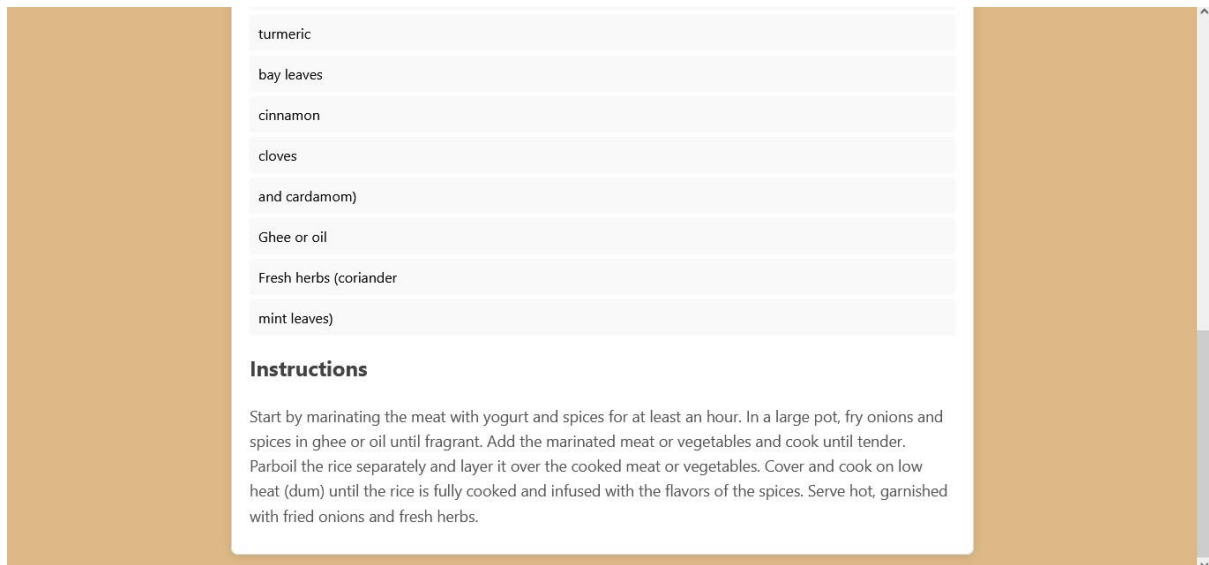 turmeric
bay leaves
cinnamon
cloves
and cardamom)
Ghee or oil
Fresh herbs (coriander
mint leaves)
Instructions
Start by marinating the meat with yogurt and spices for at least an hour. In a large pot, fry onions and
spices in ghee or oil until fragrant. Add the marinated meat or vegetables and cook until tender.
Parboil the rice separately and layer it over the cooked meat or vegetables. Cover and cook on low
heat (dum) until the rice is fully cooked and infused with the flavors of the spices. Serve hot, garnished
with fried onions and fresh herbs.